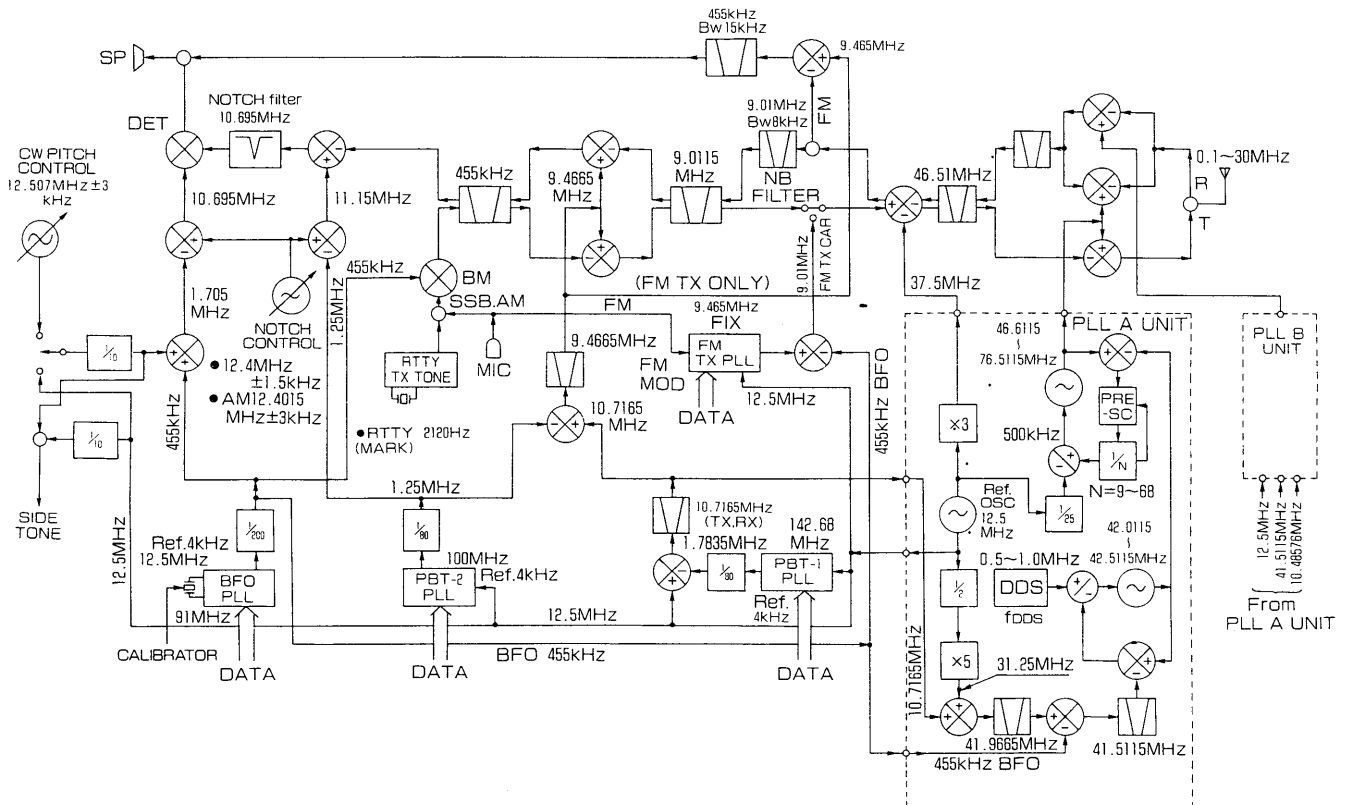 455kHz
Bw15kHz
SP
9.465MHz
NOTCH filter
10.695MHz
DET
9.01MHz
Bw8kHz
FM
CW PITCH
CONTROL
12.507MHz ±3
kHz
455kHz
9.4665
MHz
9.0115
MHz
NB
FILTER
46.51MHz
0.1~30MHz
R
T
10.695MHz
11.15MHz
9.01MHz
FM TX CAR
455kHz
BM
SSB.AM
(FM TX ONLY)
FM
37.5MHz
1.705
MHz
NOTCH
CONTROL
1.25MHz
9.465MHz
FIX
FM
TX PLL
FM
MOD
DATA
12.5MHz
46.6115
~
76.5115MHz
PLL A UNIT
PLL B
UNIT
1/10
• 12.4MHz
±1.5kHz
• AM12.4015
MHz±3kHz
RTTY
TX TONE
MIC
9.4665MHz
PRE
-SC
×3
500kHz
1/N
N=9~68
1/10
455kHz
• RTTY 2120Hz
(MARK)
10.7165
MHz
455kHz BFO
SIDE
TONE
12.5MHz
1.25MHz
10.7165MHz
(TX,RX)
142.68
MHz
1.7835MHz
Ref.
OSC
12.5
MHz
1/25
42.0115
~
42.5115MHz
12.5MHz
41.5115MHz
10.48576MHz
From
PLL A UNIT
1/200
Ref.4kHz
12.5MHz
BFO
PLL
91MHz
1/80
100MHz
Ref.4kHz
PBT-2
PLL
1/80
PBT-1
PLL
Ref.
4kHz
0.5~1.0MHz
DDS
fDDS
1/2
12.5MHz
CALIBRATOR
DATA
DATA
BFO 455kHz
DATA
10.7165MHz
×5
31.25MHz
41.9665MHz
41.5115MHz
455kHz BFO